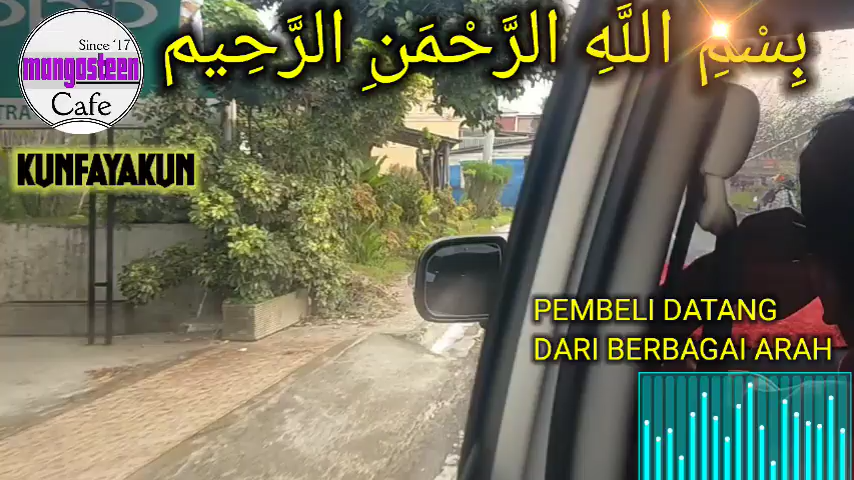 بِسْمِ اللَّهِ الرَّحْمَنِ الرَّحِيم
Since ‘17
mangosteen
Cafe
KUNFAYAKUN
PEMBELI DATANG
DARI BERBAGAI ARAH